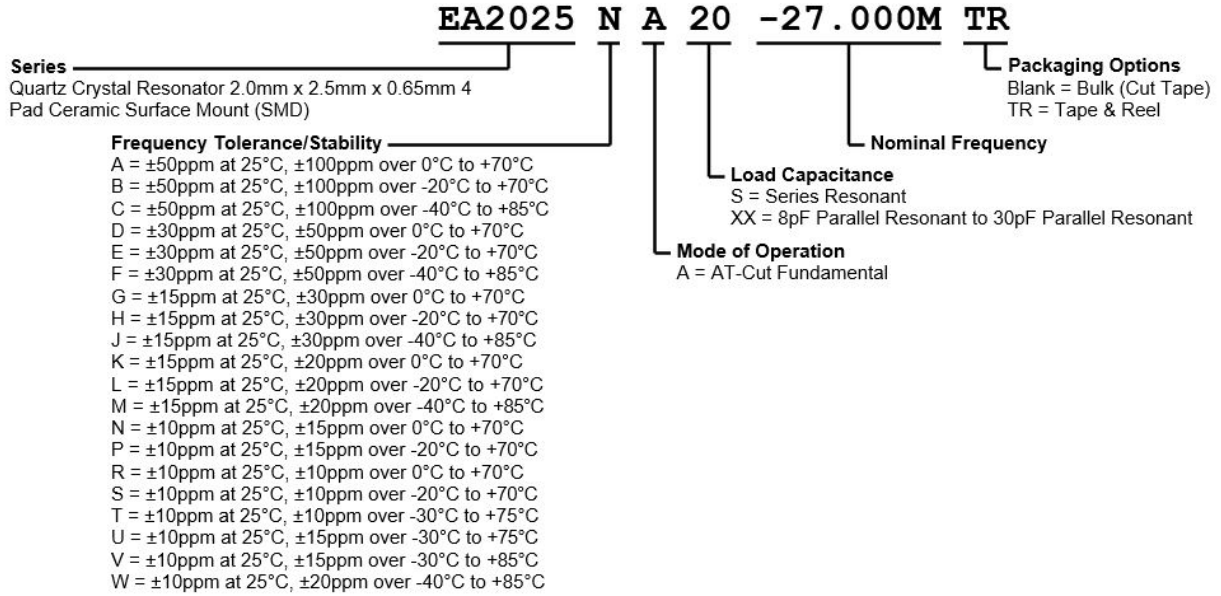 EA2025 N A 20 -27.000M TR
Series
Quartz Crystal Resonator 2.0mm x 2.5mm x 0.65mm 4
Pad Ceramic Surface Mount (SMD)
Packaging Options
Blank = Bulk (Cut Tape)
TR = Tape & Reel
Frequency Tolerance/Stability
A = ±50ppm at 25°C, ±100ppm over 0°C to +70°C
B = ±50ppm at 25°C, ±100ppm over -20°C to +70°C
C = ±50ppm at 25°C, ±100ppm over -40°C to +85°C
D = ±30ppm at 25°C, ±50ppm over 0°C to +70°C
E = ±30ppm at 25°C, ±50ppm over -20°C to +70°C
F = ±30ppm at 25°C, ±50ppm over -40°C to +85°C
G = ±15ppm at 25°C, ±30ppm over 0°C to +70°C
H = ±15ppm at 25°C, ±30ppm over -20°C to +70°C
J = ±15ppm at 25°C, ±30ppm over -40°C to +85°C
K = ±15ppm at 25°C, ±20ppm over 0°C to +70°C
L = ±15ppm at 25°C, ±20ppm over -20°C to +70°C
M = ±15ppm at 25°C, ±20ppm over -40°C to +85°C
N = ±10ppm at 25°C, ±15ppm over 0°C to +70°C
P = ±10ppm at 25°C, ±15ppm over -20°C to +70°C
R = ±10ppm at 25°C, ±10ppm over 0°C to +70°C
S = ±10ppm at 25°C, ±10ppm over -20°C to +70°C
T = ±10ppm at 25°C, ±10ppm over -30°C to +75°C
U = ±10ppm at 25°C, ±15ppm over -30°C to +75°C
V = ±10ppm at 25°C, ±15ppm over -30°C to +85°C
W = ±10ppm at 25°C, ±20ppm over -40°C to +85°C
Nominal Frequency
Load Capacitance
S = Series Resonant
XX = 8pF Parallel Resonant to 30pF Parallel Resonant
Mode of Operation
A = AT-Cut Fundamental